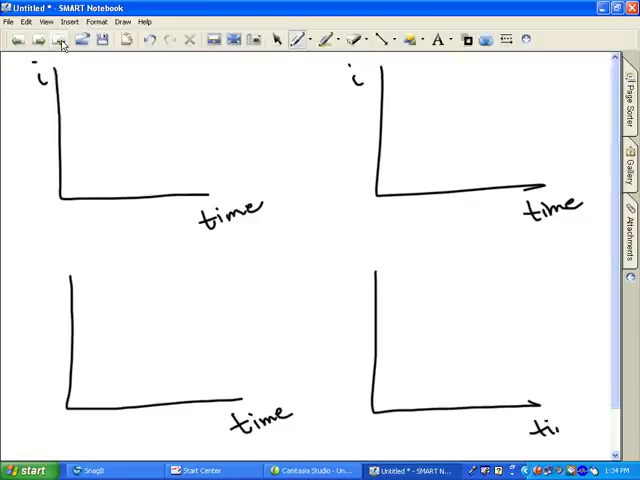 Untitled * - SMART Notebook
File Edit View Insert Format Draw Help
A
i
time
i
time
time
ti.
Page Sorter
Gallery
Attachments
start
SnagIt
Start Center
Camtasia Studio - Un...
Untitled * - SMART N...
1:34 PM